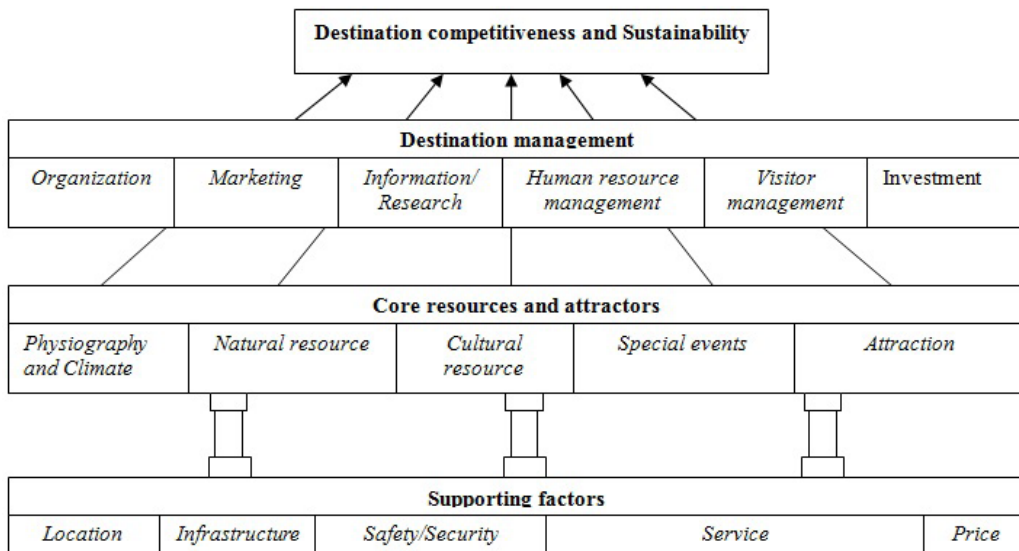 Destination competitiveness and Sustainability
Destination management
Organization Marketing Information/ Human resource Visitor Investment
Research management management
Core resources and attractors
Physiography Natural resource Cultural Special events Attraction
and Climate resource
Supporting factors
Location Infrastructure Safety/Security Service Price